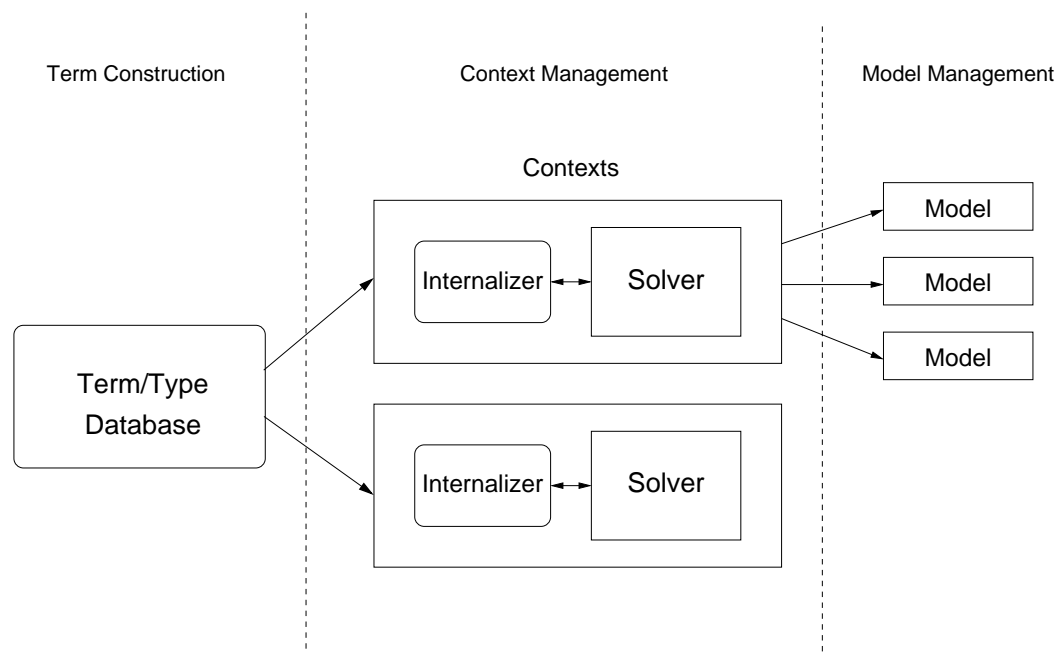 Term Construction
Context Management
Model Management
Contexts
Model
Internalizer
Solver
Model
Model
Term/Type
Database
Internalizer
Solver